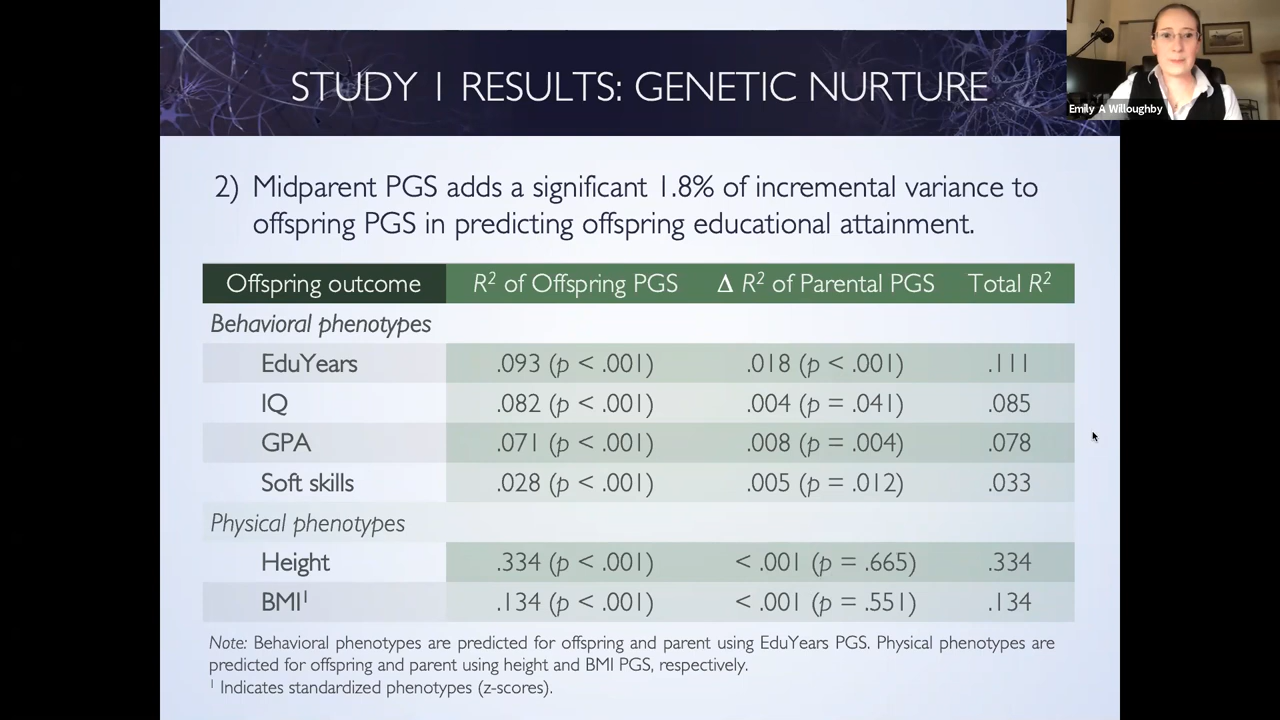 STUDY 1 RESULTS: GENETIC NURTURE
Emily A Willoughby
2) Midparent PGS adds a significant 1.8% of incremental variance to
offspring PGS in predicting offspring educational attainment.
Offspring outcome R² of Offspring PGS Δ R² of Parental PGS Total R²
Behavioral phenotypes
EduYears .093 (p < .001) .018 (p < .001) .111
IQ .082 (p < .001) .004 (p = .041) .085
GPA .071 (p < .001) .008 (p = .004) .078
Soft skills .028 (p < .001) .005 (p = .012) .033
Physical phenotypes
Height .334 (p < .001) < .001 (p = .665) .334
BMI¹ .134 (p < .001) < .001 (p = .551) .134
Note: Behavioral phenotypes are predicted for offspring and parent using EduYears PGS. Physical phenotypes are
predicted for offspring and parent using height and BMI PGS, respectively.
¹ Indicates standardized phenotypes (z-scores).